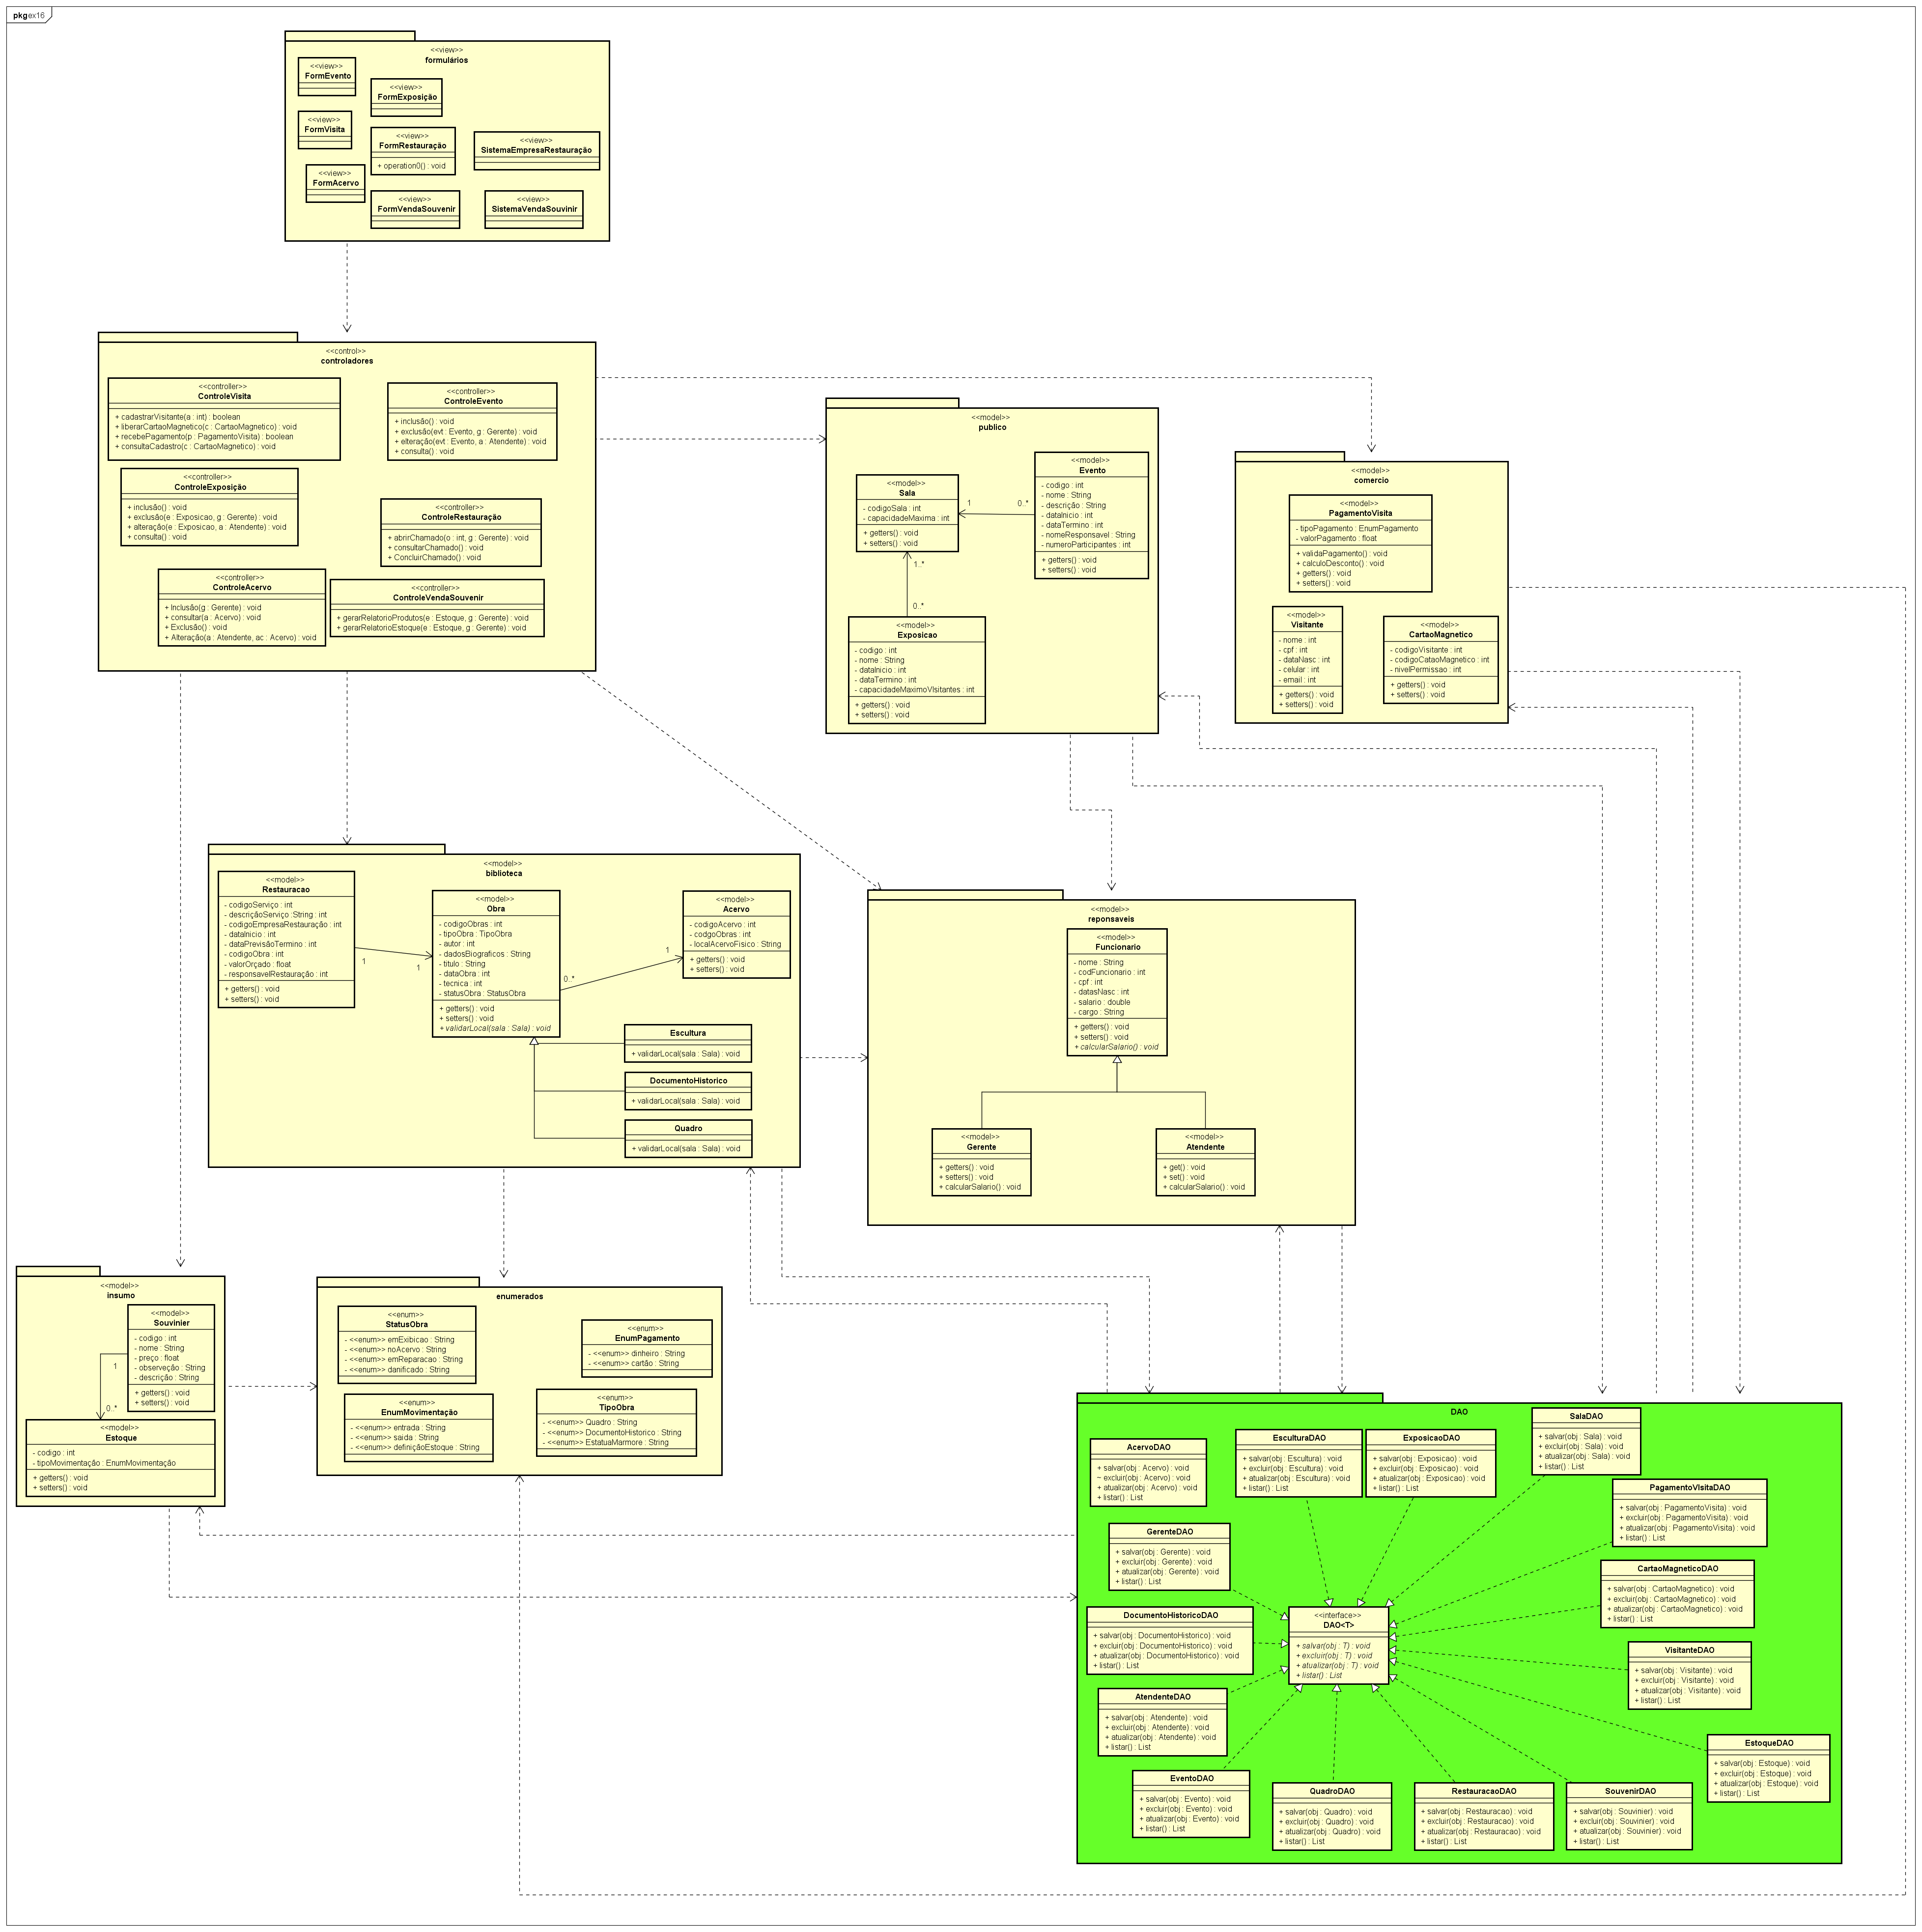 pkg ex16
<<view>>
formulários
<<view>>
FormEvento
<<view>>
FormExposição
<<view>>
FormVisita
<<view>>
FormRestauração
+ operation0() : void
<<view>>
SistemaEmpresaRestauração
<<view>>
FormAcervo
<<view>>
FormVendaSouvenir
<<view>>
SistemaVendaSouvinir
<<control>>
controladores
<<controller>>
ControleVisita
+ cadastrarVisitante(a : int) : boolean
+ liberarCartaoMagnetico(c : CartaoMagnetico) : void
+ recebePagamento(p : PagamentoVisita) : boolean
+ consultaCadastro(c : CartaoMagnetico) : void
<<controller>>
ControleEvento
+ inclusão() : void
+ exclusão(evt : Evento, g : Gerente) : void
+ elteração(evt : Evento, a : Atendente) : void
+ consulta() : void
<<controller>>
ControleExposição
+ inclusão() : void
+ exclusão(e : Exposicao, g : Gerente) : void
+ alteração(e : Exposicao, a : Atendente) : void
+ consulta() : void
<<controller>>
ControleRestauração
+ abrirChamado(o : int, g : Gerente) : void
+ consultarChamado() : void
+ ConcluirChamado() : void
<<controller>>
ControleAcervo
+ Inclusão(g : Gerente) : void
+ consultar(a : Acervo) : void
+ Exclusão() : void
+ Alteração(a : Atendente, ac : Acervo) : void
<<controller>>
ControleVendaSouvenir
+ gerarRelatorioProdutos(e : Estoque, g : Gerente) : void
+ gerarRelatorioEstoque(e : Estoque, g : Gerente) : void
<<model>>
publico
<<model>>
Sala
- codigoSala : int
- capacidadeMaxima : int
+ getters() : void
+ setters() : void
1
0..*
<<model>>
Evento
- codigo : int
- nome : String
- descrição : String
- dataInicio : int
- dataTermino : int
- nomeResponsavel : String
- numeroParticipantes : int
+ getters() : void
+ setters() : void
1..*
0..*
<<model>>
Exposicao
- codigo : int
- nome : String
- dataInicio : int
- dataTermino : int
- capacidadeMaximoVIsitantes : int
+ getters() : void
+ setters() : void
<<model>>
comercio
<<model>>
PagamentoVisita
- tipoPagamento : EnumPagamento
- valorPagamento : float
+ validaPagamento() : void
+ calculoDesconto() : void
+ getters() : void
+ setters() : void
<<model>>
Visitante
- nome : int
- cpf : int
- dataNasc : int
- celular : int
- email : int
+ getters() : void
+ setters() : void
<<model>>
CartaoMagnetico
- codigoVisitante : int
- codigoCataoMagnetico : int
- nivelPermissao : int
+ getters() : void
+ setters() : void
<<model>>
biblioteca
<<model>>
Restauracao
- codigoServiço : int
- descriçãoServiço :String : int
- codigoEmpresaRestauração : int
- dataInicio : int
- dataPrevisãoTermino : int
- codigoObra : int
- valorOrçado : float
- responsavelRestauração : int
+ getters() : void
+ setters() : void
1
1
<<model>>
Obra
- codigoObras : int
- tipoObra : TipoObra
- autor : int
- dadosBiograficos : String
- titulo : String
- dataObra : int
- tecnica : int
- statusObra : StatusObra
+ getters() : void
+ setters() : void
+ validarLocal(sala : Sala) : void
0..*
1
<<model>>
Acervo
- codigoAcervo : int
- codgoObras : int
- localAcervoFisico : String
+ getters() : void
+ setters() : void
Escultura
+ validarLocal(sala : Sala) : void
DocumentoHistorico
+ validarLocal(sala : Sala) : void
Quadro
+ validarLocal(sala : Sala) : void
<<model>>
reponsaveis
<<model>>
Funcionario
- nome : String
- codFuncionario : int
- cpf : int
- datasNasc : int
- salario : double
- cargo : String
+ getters() : void
+ setters() : void
+ calcularSalario() : void
<<model>>
Gerente
+ getters() : void
+ setters() : void
+ calcularSalario() : void
<<model>>
Atendente
+ get() : void
+ set() : void
+ calcularSalario() : void
<<model>>
insumo
<<model>>
Souvinier
- codigo : int
- nome : String
- preço : float
- observeção : String
- descrição : String
+ getters() : void
+ setters() : void
1
0..*
<<model>>
Estoque
- codigo : int
- tipoMovimentação : EnumMovimentação
+ getters() : void
+ setters() : void
enumerados
<<enum>>
StatusObra
- <<enum>> emExibicao : String
- <<enum>> noAcervo : String
- <<enum>> emReparacao : String
- <<enum>> danificado : String
<<enum>>
EnumPagamento
- <<enum>> dinheiro : String
- <<enum>> cartão : String
<<enum>>
EnumMovimentação
- <<enum>> entrada : String
- <<enum>> saida : String
- <<enum>> definiçãoEstoque : String
<<enum>>
TipoObra
- <<enum>> Quadro : String
- <<enum>> DocumentoHistorico : String
- <<enum>> EstatuaMarmore : String
DAO
AcervoDAO
+ salvar(obj : Acervo) : void
~ excluir(obj : Acervo) : void
+ atualizar(obj : Acervo) : void
+ listar() : List
EsculturaDAO
+ salvar(obj : Escultura) : void
+ excluir(obj : Escultura) : void
+ atualizar(obj : Escultura) : void
+ listar() : List
ExposicaoDAO
+ salvar(obj : Exposicao) : void
+ excluir(obj : Exposicao) : void
+ atualizar(obj : Exposicao) : void
+ listar() : List
SalaDAO
+ salvar(obj : Sala) : void
+ excluir(obj : Sala) : void
+ atualizar(obj : Sala) : void
+ listar() : List
PagamentoVIsitaDAO
+ salvar(obj : PagamentoVisita) : void
+ excluir(obj : PagamentoVisita) : void
+ atualizar(obj : PagamentoVisita) : void
+ listar() : List
GerenteDAO
+ salvar(obj : Gerente) : void
+ excluir(obj : Gerente) : void
+ atualizar(obj : Gerente) : void
+ listar() : List
CartaoMagneticoDAO
+ salvar(obj : CartaoMagnetico) : void
+ excluir(obj : CartaoMagnetico) : void
+ atualizar(obj : CartaoMagnetico) : void
+ listar() : List
DocumentoHistoricoDAO
+ salvar(obj : DocumentoHistorico) : void
+ excluir(obj : DocumentoHistorico) : void
+ atualizar(obj : DocumentoHistorico) : void
+ listar() : List
<<interface>>
DAO<T>
+ salvar(obj : T) : void
+ excluir(obj : T) : void
+ atualizar(obj : T) : void
+ listar() : List
VisitanteDAO
+ salvar(obj : Visitante) : void
+ excluir(obj : Visitante) : void
+ atualizar(obj : Visitante) : void
+ listar() : List
AtendenteDAO
+ salvar(obj : Atendente) : void
+ excluir(obj : Atendente) : void
+ atualizar(obj : Atendente) : void
+ listar() : List
EstoqueDAO
+ salvar(obj : Estoque) : void
+ excluir(obj : Estoque) : void
+ atualizar(obj : Estoque) : void
+ listar() : List
EventoDAO
+ salvar(obj : Evento) : void
+ excluir(obj : Evento) : void
+ atualizar(obj : Evento) : void
+ listar() : List
QuadroDAO
+ salvar(obj : Quadro) : void
+ excluir(obj : Quadro) : void
+ atualizar(obj : Quadro) : void
+ listar() : List
RestauracaoDAO
+ salvar(obj : Restauracao) : void
+ excluir(obj : Restauracao) : void
+ atualizar(obj : Restauracao) : void
+ listar() : List
SouvenirDAO
+ salvar(obj : Souvinier) : void
+ excluir(obj : Souvinier) : void
+ atualizar(obj : Souvinier) : void
+ listar() : List